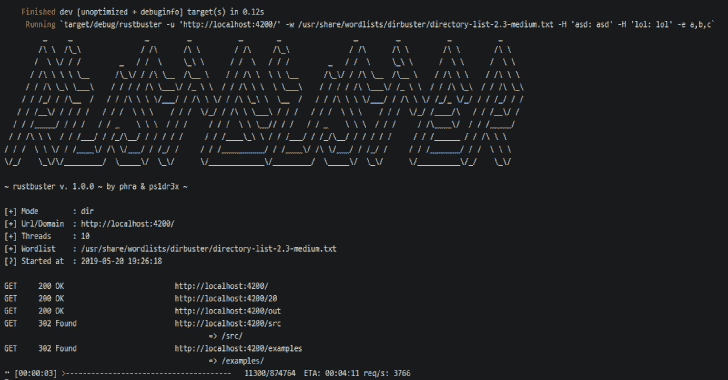 Finished dev [unoptimized + debuginfo] target(s) in 0.12s
Running `target/debug/rustbuster -u 'http://localhost:4200/' -w /usr/share/wordlists/dirbuster/directory-list-2.3-medium.txt -H 'asd: asd' -H 'lol: lol' -e a,b,c`
~ rustbuster v. 1.0.0 ~ by phra & ps1dr3x ~
[+] Mode : dir
[+] Url/Domain : http://localhost:4200/
[+] Threads : 10
[+] Wordlist : /usr/share/wordlists/dirbuster/directory-list-2.3-medium.txt
[?] Started at : 2019-05-20 19:26:18
GET 200 OK http://localhost:4200/
GET 200 OK http://localhost:4200/20
GET 200 OK http://localhost:4200/out
GET 302 Found http://localhost:4200/src
=> /src/
GET 302 Found http://localhost:4200/examples
=> /examples/
[00:00:03] >---------------------------------------- 11300/874764 ETA: 00:04:11 req/s: 3766